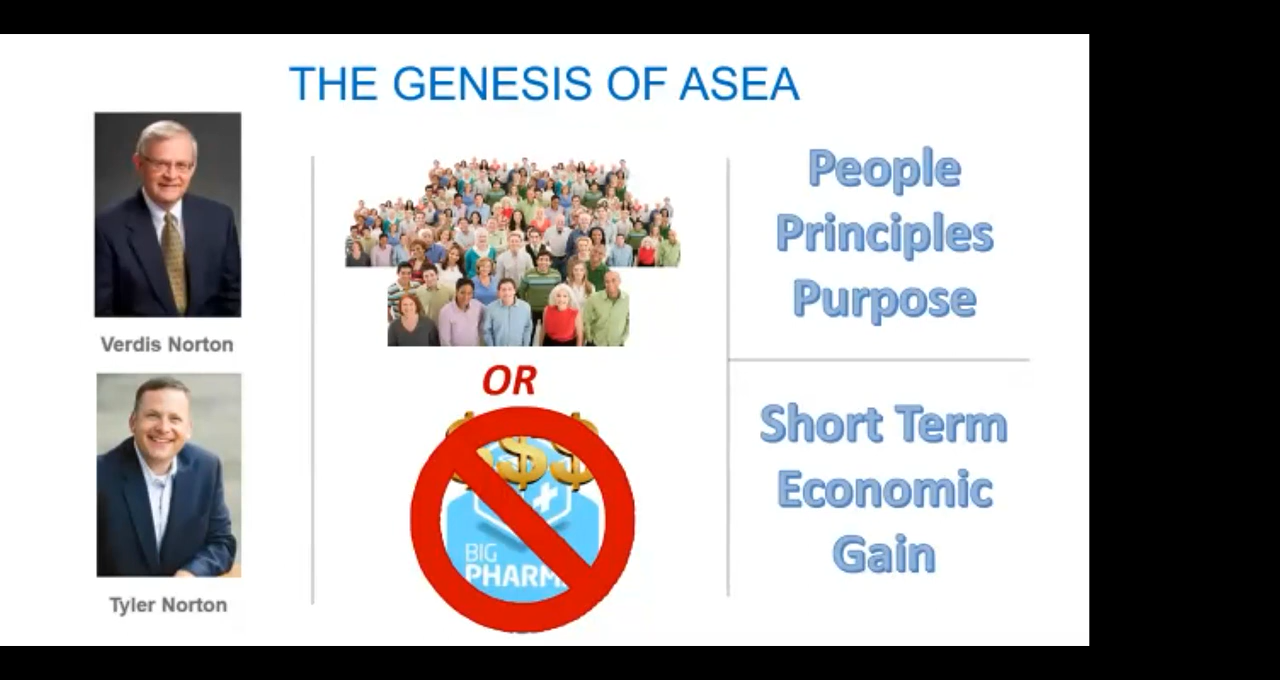 THE GENESIS OF ASEA
Verdis Norton
Tyler Norton
OR
$$$
BIG
PHARM
People
Principles
Purpose
Short Term
Economic
Gain